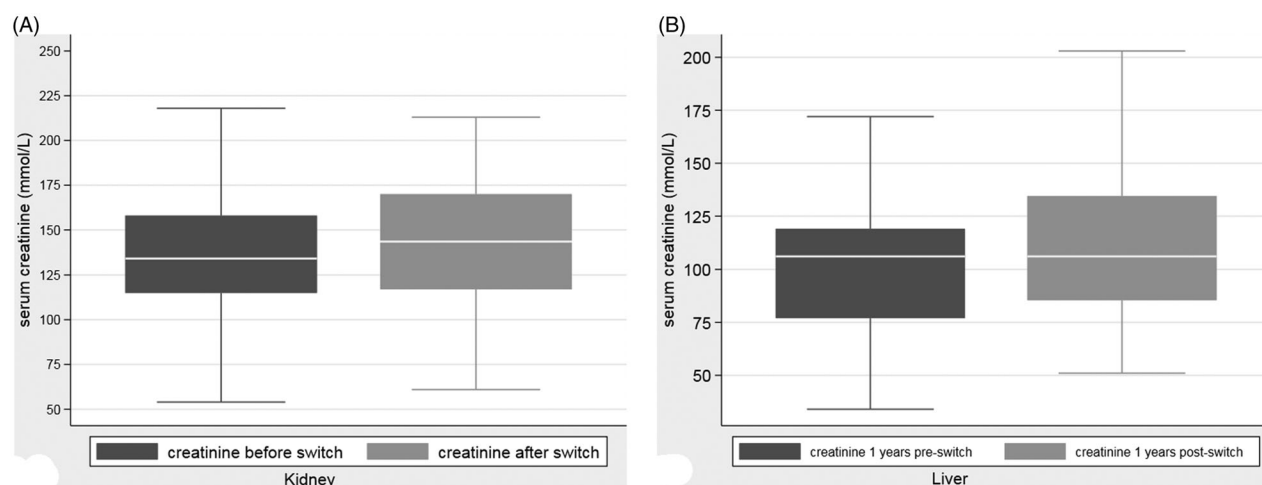 (A)
250
225
200
175
150
125
100
75
50
serum creatinine (mmol/L)
creatinine before switch
creatinine after switch
Kidney
(B)
200
175
150
125
100
75
50
serum creatinine (mmol/L)
creatinine 1 years pre-switch
creatinine 1 years post-switch
Liver